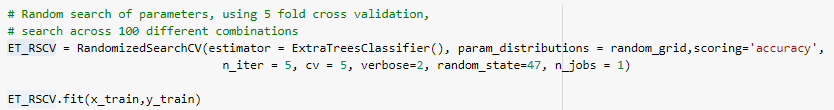 # Random search of parameters, using 5 fold cross validation,
# search across 100 different combinations
ET_RSCV = RandomizedSearchCV(estimator = ExtraTreesClassifier(), param_distributions = random_grid,scoring='accuracy',
                              n_iter = 5, cv = 5, verbose=2, random_state=47, n_jobs = 1)

ET_RSCV.fit(x_train,y_train)